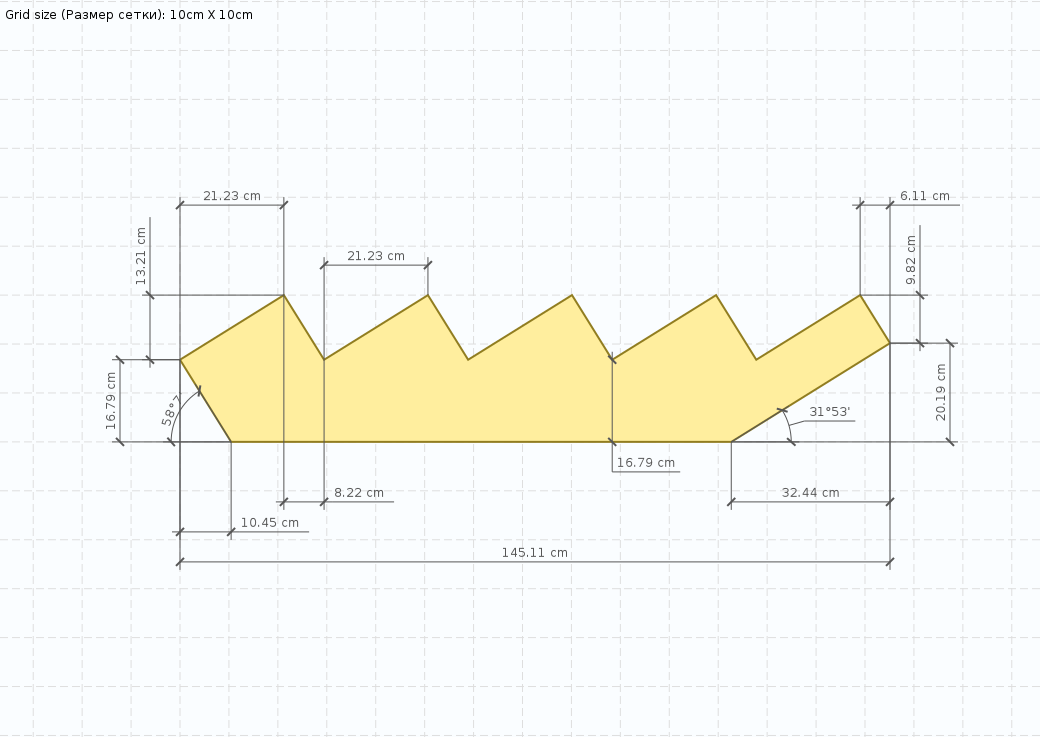 Grid size (Размер сетки): 10cm X 10cm
21.23 cm
6.11 cm
13.21 cm
9.82 cm
21.23 cm
16.79 cm
20.19 cm
58°7
31°53'
16.79 cm
8.22 cm
32.44 cm
10.45 cm
145.11 cm